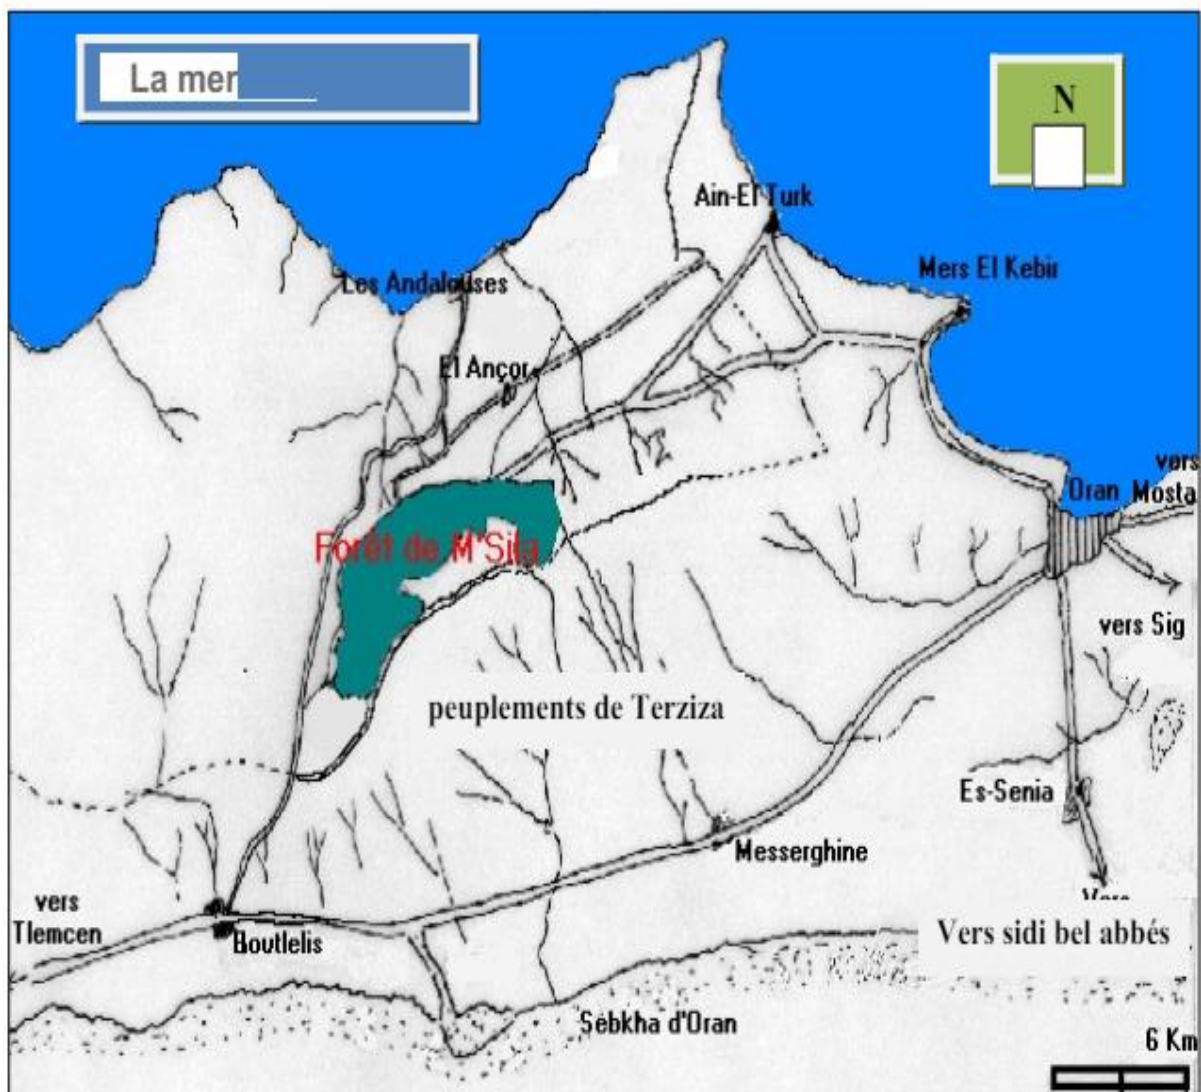 La mer
N
Ain-El Turk
Mers El Kebir
Les Andalouses
El Ançor
vers
Mosta
Oran
Forêt de M'Sila
vers Sig
peuplements de Terziza
Es-Senia
Messerghine
vers
Tlemcen
Boutlelis
Vers sidi bel abbés
Sèbkha d'Oran
6 Km